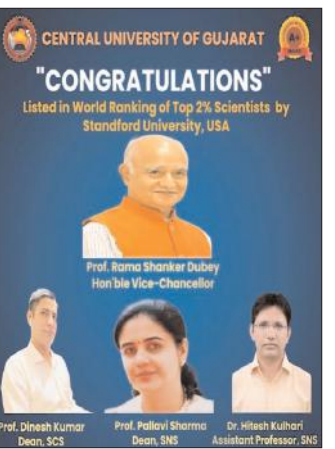 CENTRAL UNIVERSITY OF GUJARAT
A+
"CONGRATULATIONS"
Listed in World Ranking of Top 2% Scientists by
Standford University, USA
Prof. Rama Shanker Dubey
Hon'ble Vice-Chancellor
Prof. Dinesh Kumar
Dean, SCS
Prof. Pallavi Sharma
Dean, SNS
Dr. Hitesh Kulhari
Assistant Professor, SNS